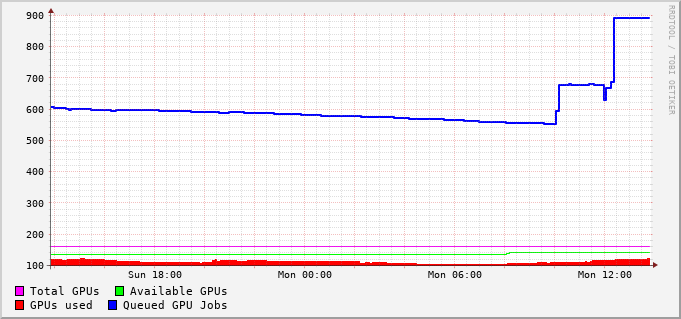 900
800
700
600
500
400
300
200
100
Sun 18:00 Mon 00:00 Mon 06:00 Mon 12:00
Total GPUs Available GPUs
GPUs used Queued GPU Jobs
RRDTOOL / TOBI OETIKER